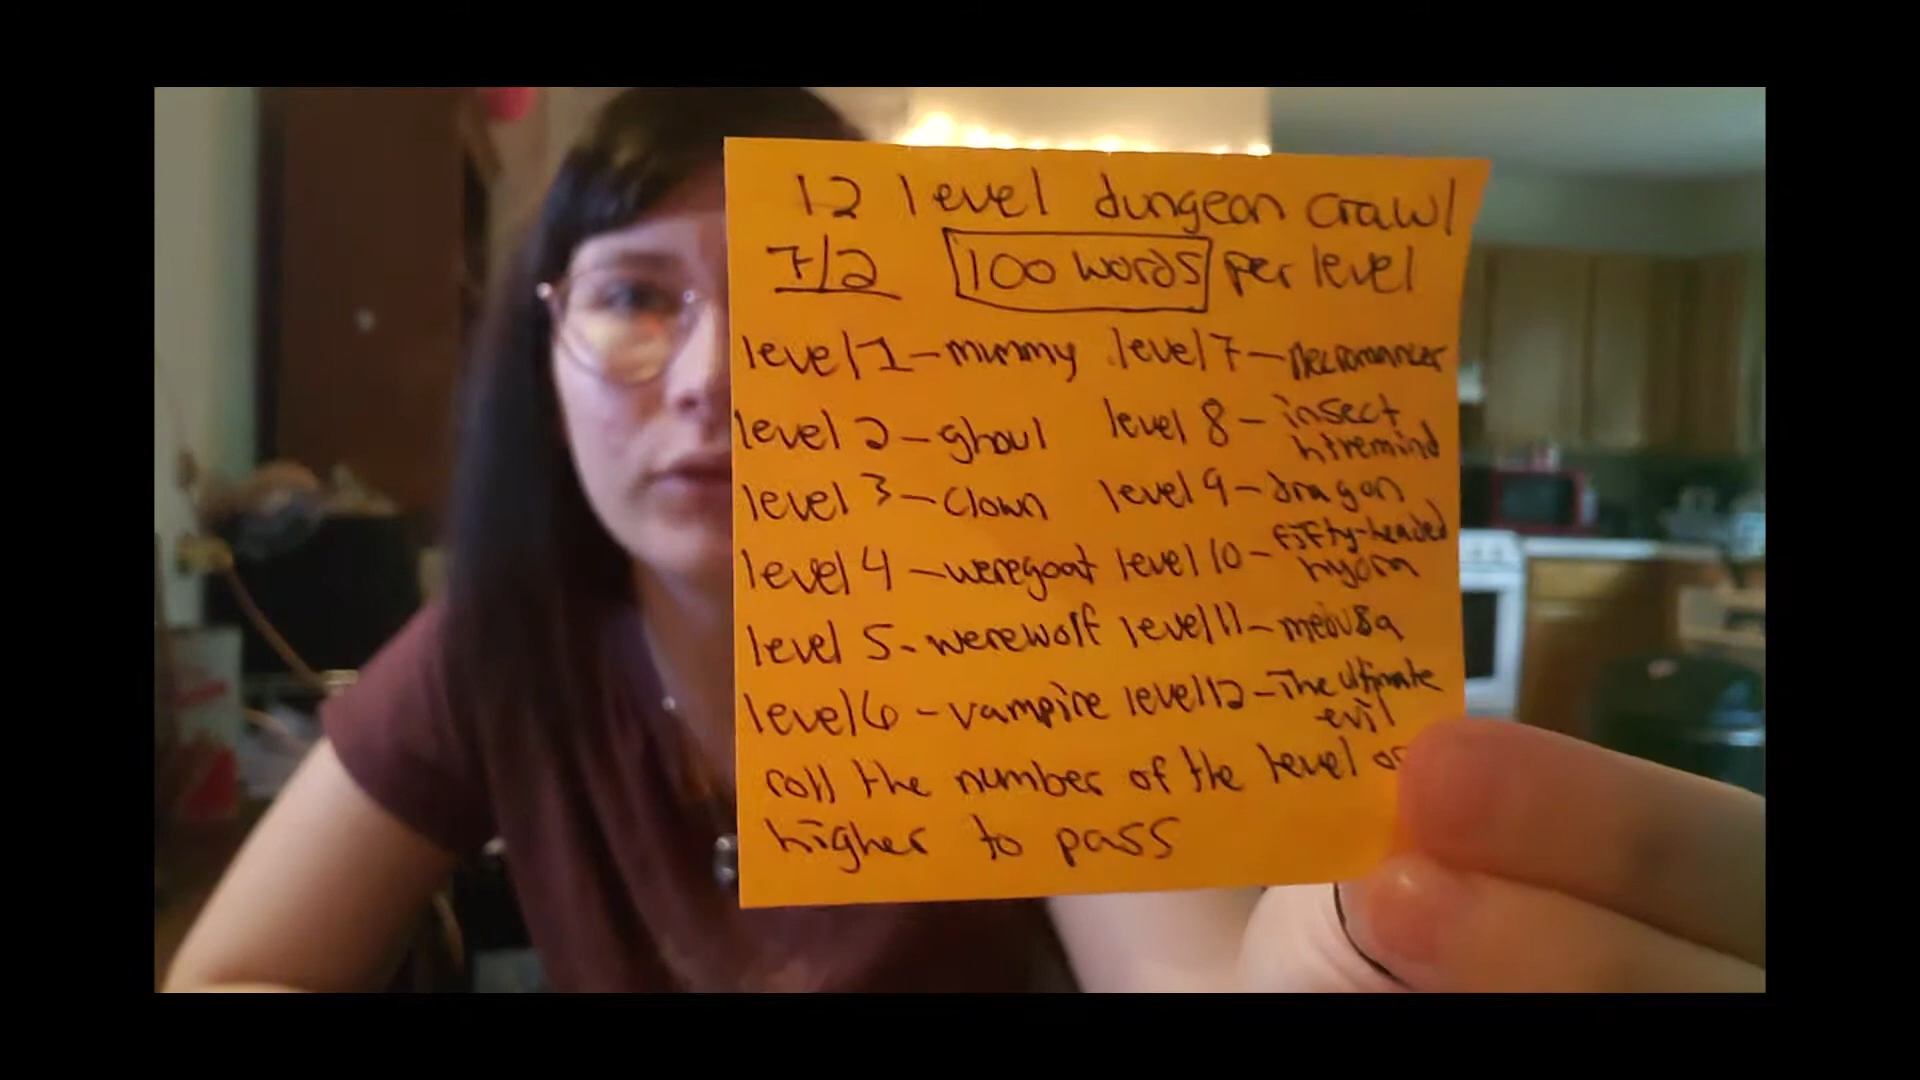 12 level dungeon crawl
7/2 100 words per level
level 1 – mummy level 7 – necromancer
level 2 – ghoul level 8 – insect
hivemind
level 3 – clown level 9 – dragon
level 4 – weregoat level 10 – fifty-headed
hydra
level 5 - werewolf level 11 – medusa
level 6 – vampire level 12 – The ultimate
evil
roll the number of the level or
higher to pass